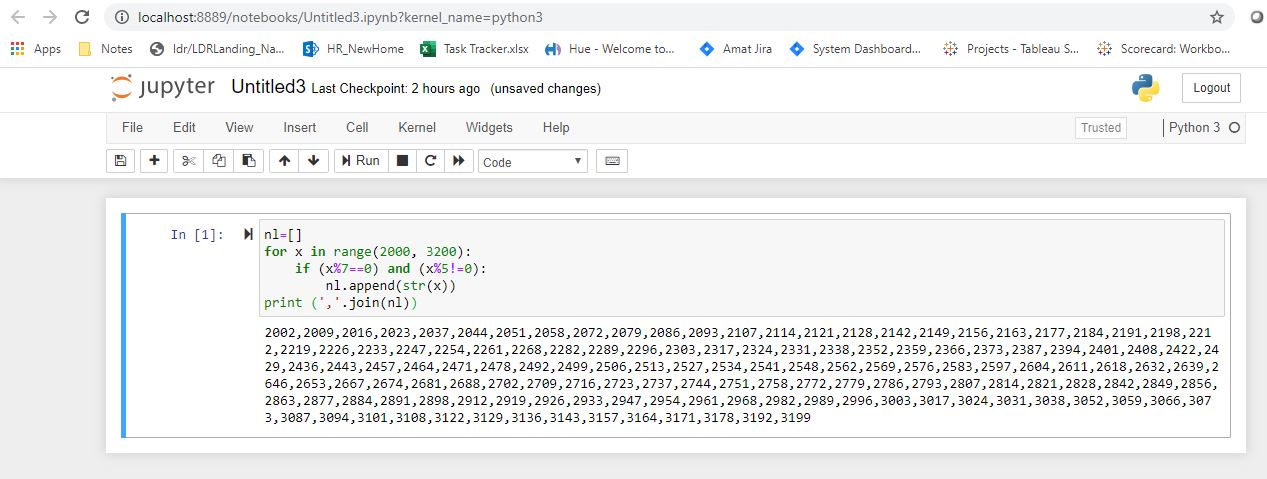 localhost:8889/notebooks/Untitled3.ipynb?kernel_name=python3
Apps Notes ldr/LDRLanding_Na... HR_NewHome Task Tracker.xlsx Hue - Welcome to... Amat Jira System Dashboard... Projects - Tableau S... Scorecard: Workbo...
jupyter Untitled3 Last Checkpoint: 2 hours ago (unsaved changes) Logout
File Edit View Insert Cell Kernel Widgets Help Trusted Python 3
Run Code
In [1]: nl=[]
for x in range(2000, 3200):
    if (x%7==0) and (x%5!=0):
        nl.append(str(x))
print (','.join(nl))
2002,2009,2016,2023,2037,2044,2051,2058,2072,2079,2086,2093,2107,2114,2121,2128,2142,2149,2156,2163,2177,2184,2191,2198,221
2,2219,2226,2233,2247,2254,2261,2268,2282,2289,2296,2303,2317,2324,2331,2338,2352,2359,2366,2373,2387,2394,2401,2408,2422,24
29,2436,2443,2457,2464,2471,2478,2492,2499,2506,2513,2527,2534,2541,2548,2562,2569,2576,2583,2597,2604,2611,2618,2632,2639,2
646,2653,2667,2674,2681,2688,2702,2709,2716,2723,2737,2744,2751,2758,2772,2779,2786,2793,2807,2814,2821,2828,2842,2849,2856,
2863,2877,2884,2891,2898,2912,2919,2926,2933,2947,2954,2961,2968,2982,2989,2996,3003,3017,3024,3031,3038,3052,3059,3066,307
3,3087,3094,3101,3108,3122,3129,3136,3143,3157,3164,3171,3178,3192,3199